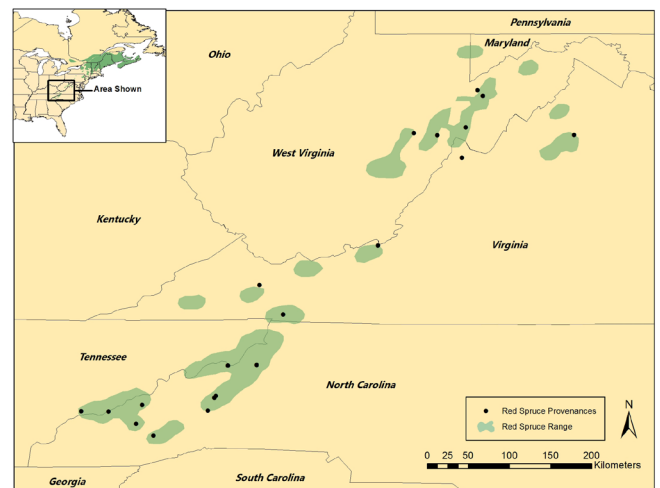 Pennsylvania
Ohio
Maryland
Area Shown
West Virginia
Kentucky
Virginia
Tennessee
North Carolina
N
Red Spruce Provenances
Red Spruce Range
0 25 50 100 150 200
Kilometers
Georgia
South Carolina